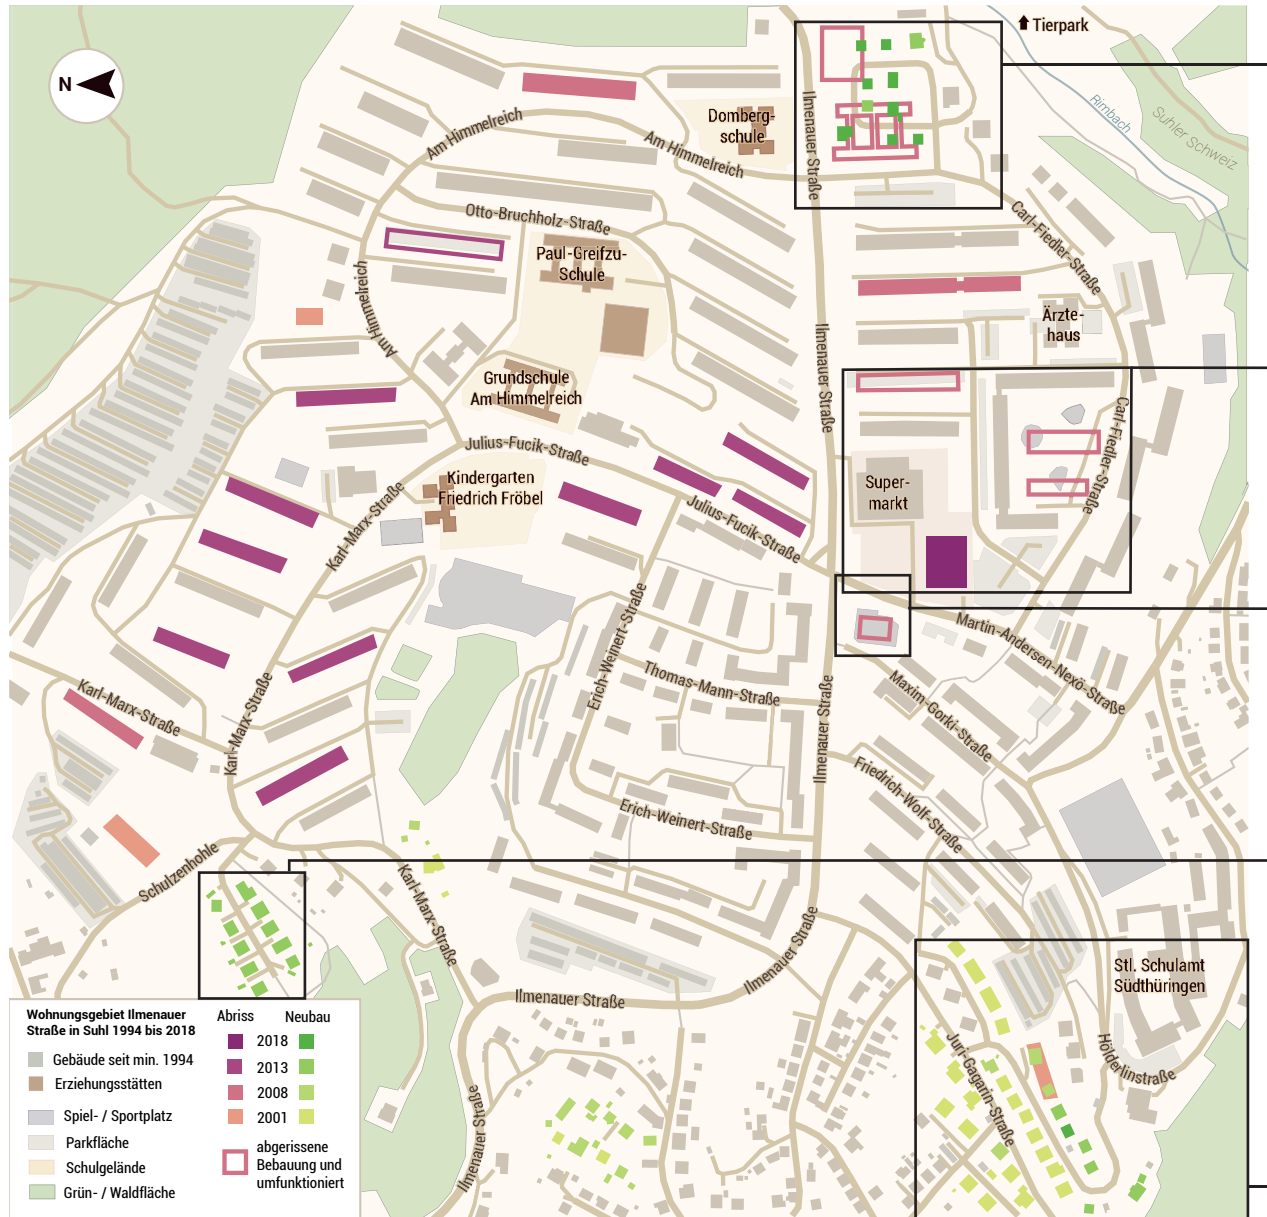 Tierpark
N
Rimbach
Suhler Schweiz
Domberg-
schule
Ilmenauer Straße
Am Himmelreich
Am Himmelreich
Otto-Bruchholz-Straße
Carl-Fiedler-Straße
Paul-Greifzu-
Schule
Am Himmelreich
Ärzte-
haus
Ilmenauer Straße
Grundschule
Am Himmelreich
Carl-Fiedler-Straße
Julius-Fucik-Straße
Kindergarten
Friedrich Fröbel
Super-
markt
Karl-Marx-Straße
Julius-Fucik-Straße
Erich-Weinert-Straße
Martin-Andersen-Nexö-Straße
Thomas-Mann-Straße
Maxim-Gorki-Straße
Karl-Marx-Straße
Karl-Marx-Straße
Ilmenauer Straße
Friedrich-Wolf-Straße
Erich-Weinert-Straße
Schulzenhohle
Karl-Marx-Straße
Ilmenauer Straße
Ilmenauer Straße
Stl. Schulamt
Südthüringen
Juri-Gagarin-Straße
Hölderlinstraße
Ilmenauer Straße
Wohnungsgebiet Ilmenauer
Straße in Suhl 1994 bis 2018
Gebäude seit min. 1994
Erziehungsstätten
Spiel- / Sportplatz
Parkfläche
Schulgelände
Grün- / Waldfläche
Abriss Neubau
2018
2013
2008
2001
abgerissene
Bebauung und
umfunktioniert